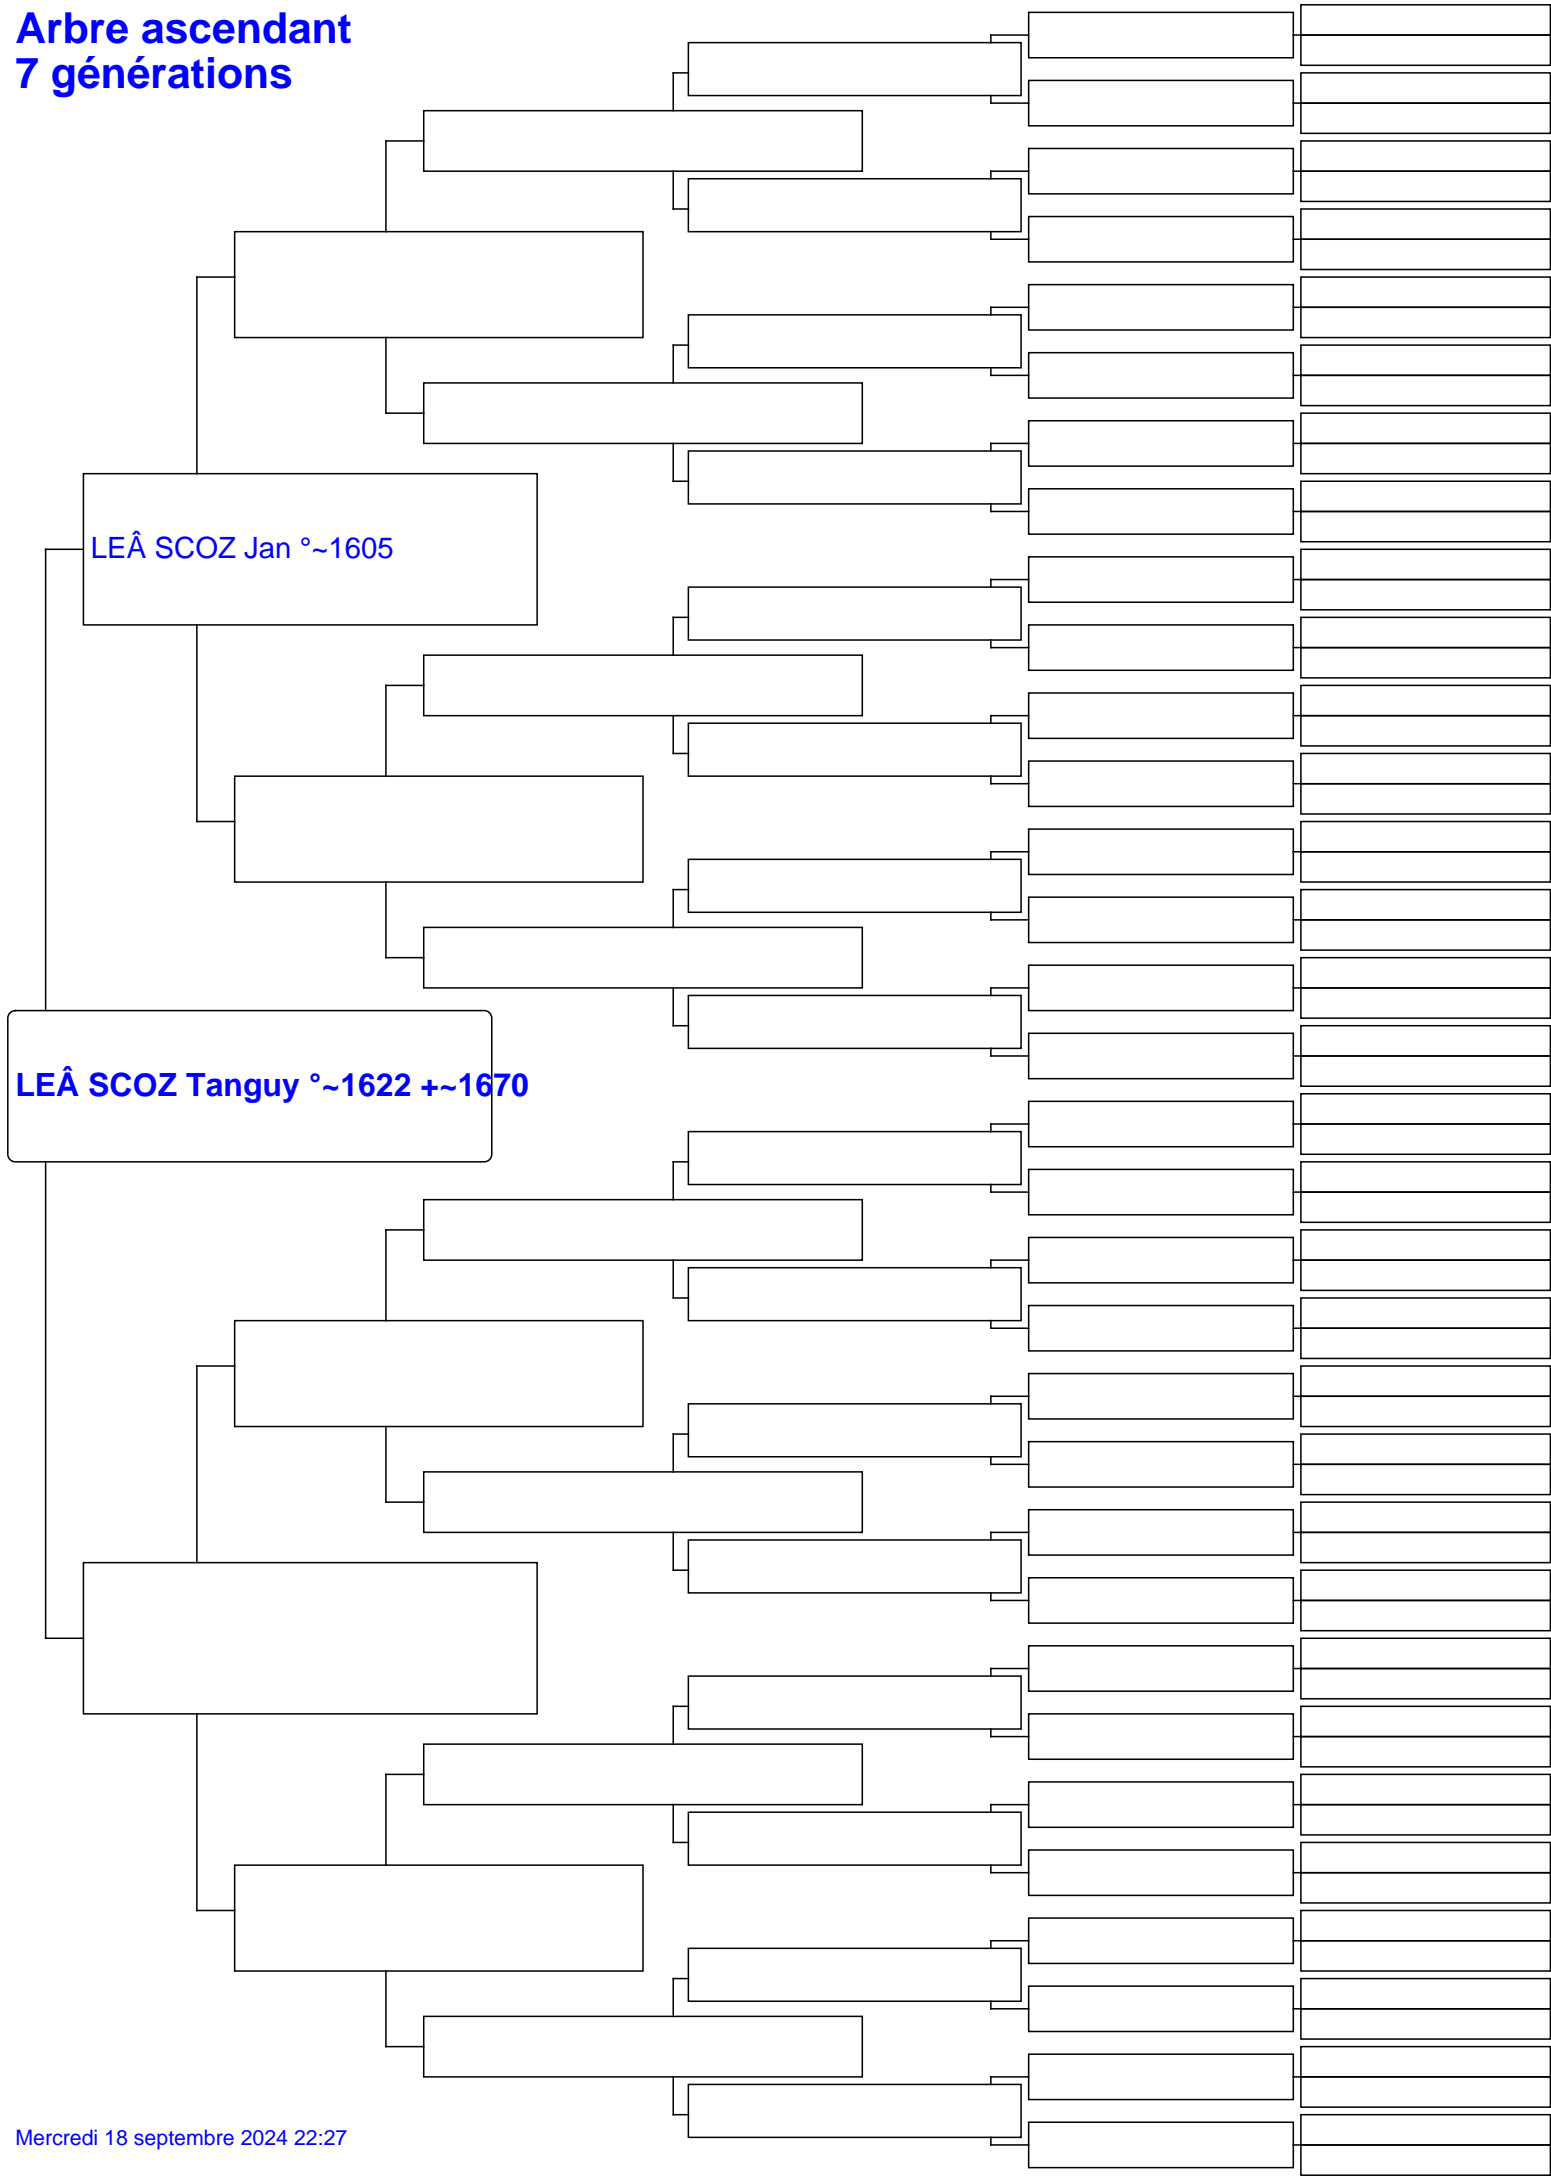 Arbre ascendant
7 générations
LEÂ SCOZ Jan °~1605
LEÂ SCOZ Tanguy °~1622 +~1670
Mercredi 18 septembre 2024 22:27